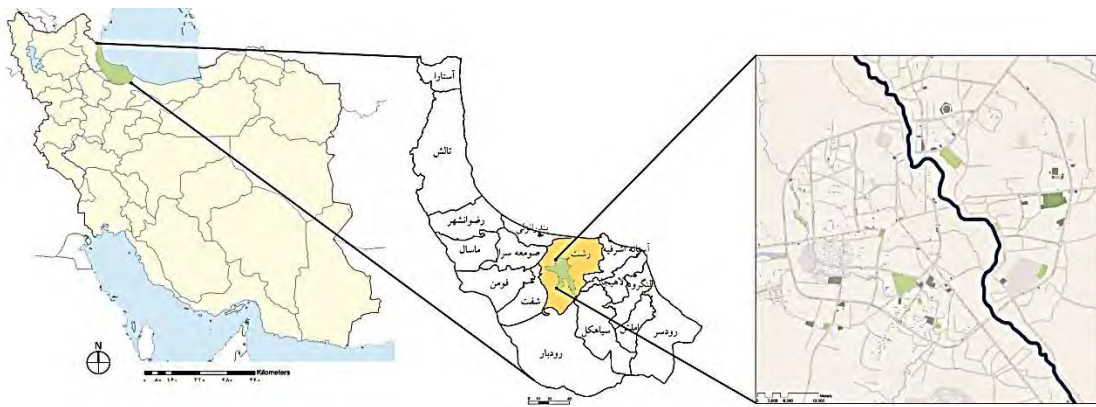 آستارا
تالش
رضوانشهر
بندرانزلی
ماسال
صومعه سرا
رشت
آستانه اشرفیه
فومن
شفت
لاهیجان
لنگرود
سیاهکل
املش
رودسر
رودبار
N
Kilometers
Meters